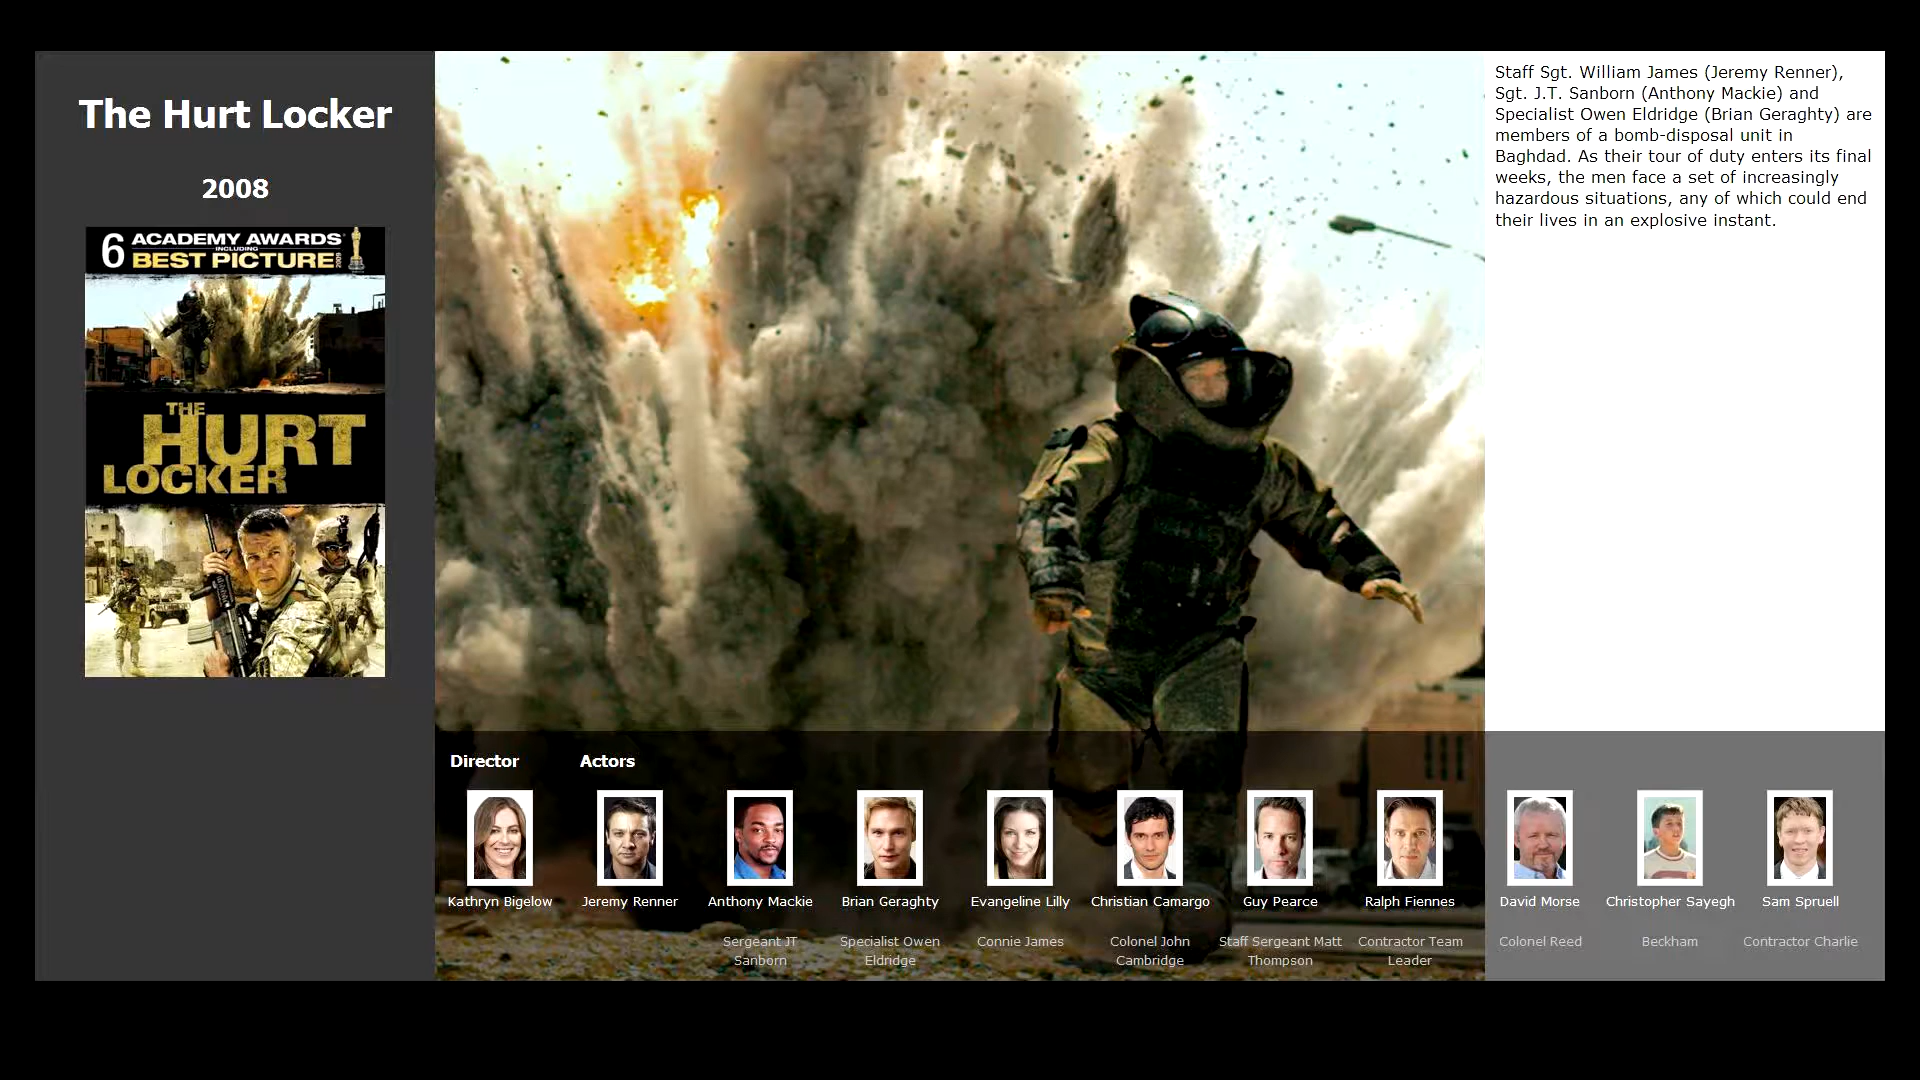 The Hurt Locker
2008
6 ACADEMY AWARDS
INCLUDING
BEST PICTURE 2009
THE
HURT
LOCKER
Staff Sgt. William James (Jeremy Renner),
Sgt. J.T. Sanborn (Anthony Mackie) and
Specialist Owen Eldridge (Brian Geraghty) are
members of a bomb-disposal unit in
Baghdad. As their tour of duty enters its final
weeks, the men face a set of increasingly
hazardous situations, any of which could end
their lives in an explosive instant.
Director
Actors
Kathryn Bigelow
Jeremy Renner
Anthony Mackie
Sergeant JT
Sanborn
Brian Geraghty
Specialist Owen
Eldridge
Evangeline Lilly
Connie James
Christian Camargo
Colonel John
Cambridge
Guy Pearce
Staff Sergeant Matt
Thompson
Ralph Fiennes
Contractor Team
Leader
David Morse
Colonel Reed
Christopher Sayegh
Beckham
Sam Spruell
Contractor Charlie